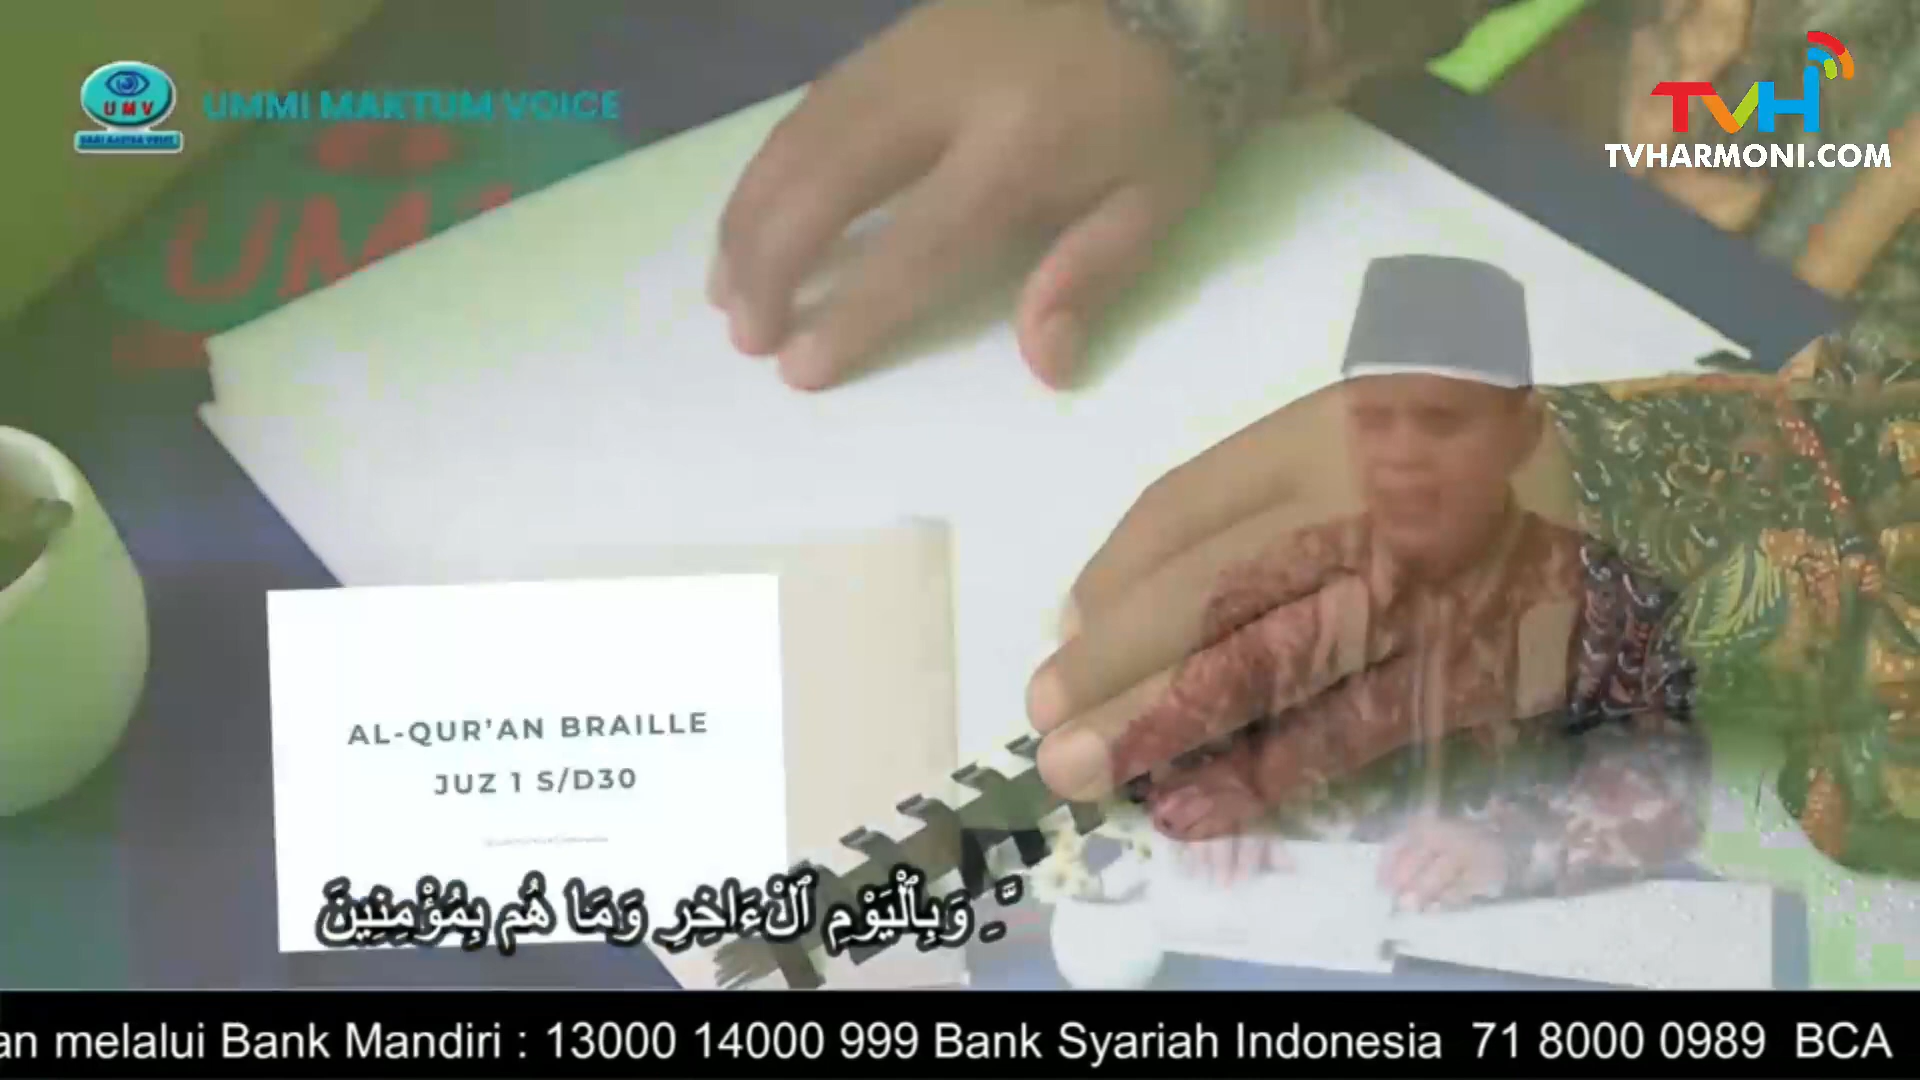 UMV
UMMI MAKTUM VOICE
TVH
TVHARMONI.COM
UM
AL-QUR'AN BRAILLE
JUZ 1 S/D30
وَبِٱلْيَوْمِ ٱلْءَاخِرِ وَمَا هُم بِمُؤْمِنِينَ
an melalui Bank Mandiri : 13000 14000 999 Bank Syariah Indonesia 71 8000 0989 BCA